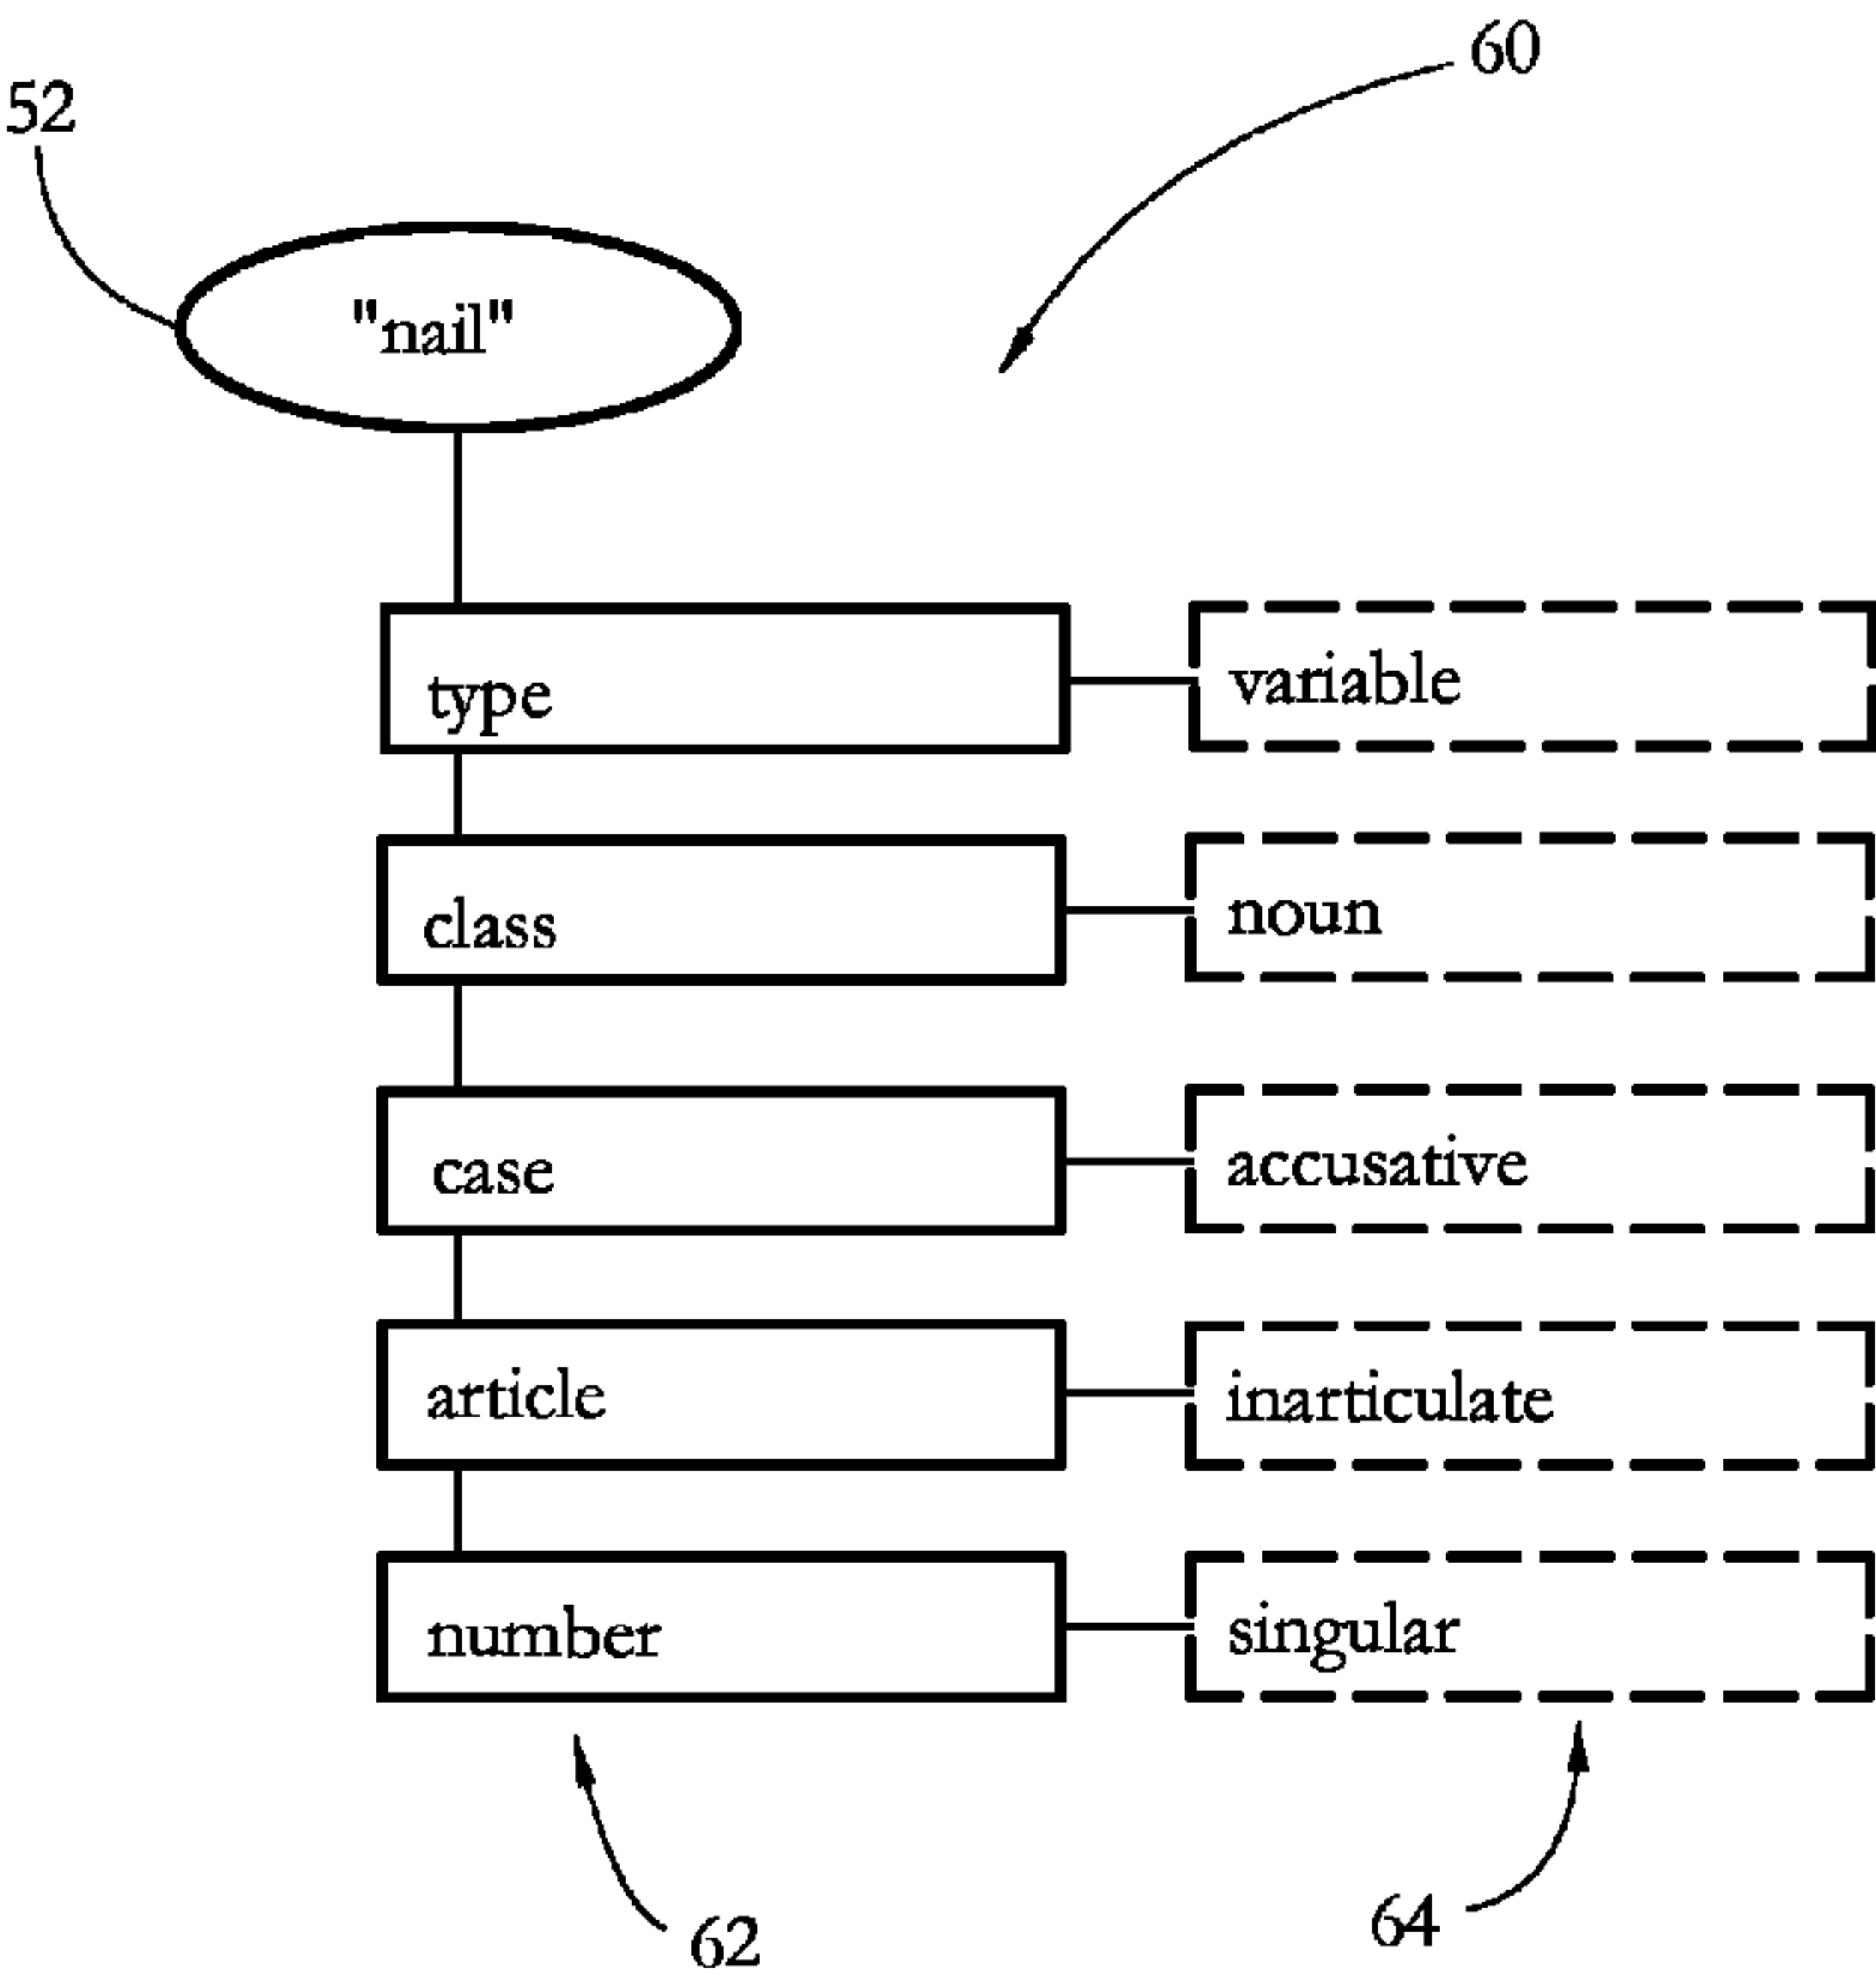 60
52
"nail"
type
variable
class
noun
case
accusative
article
inarticulate
number
singular
62
64